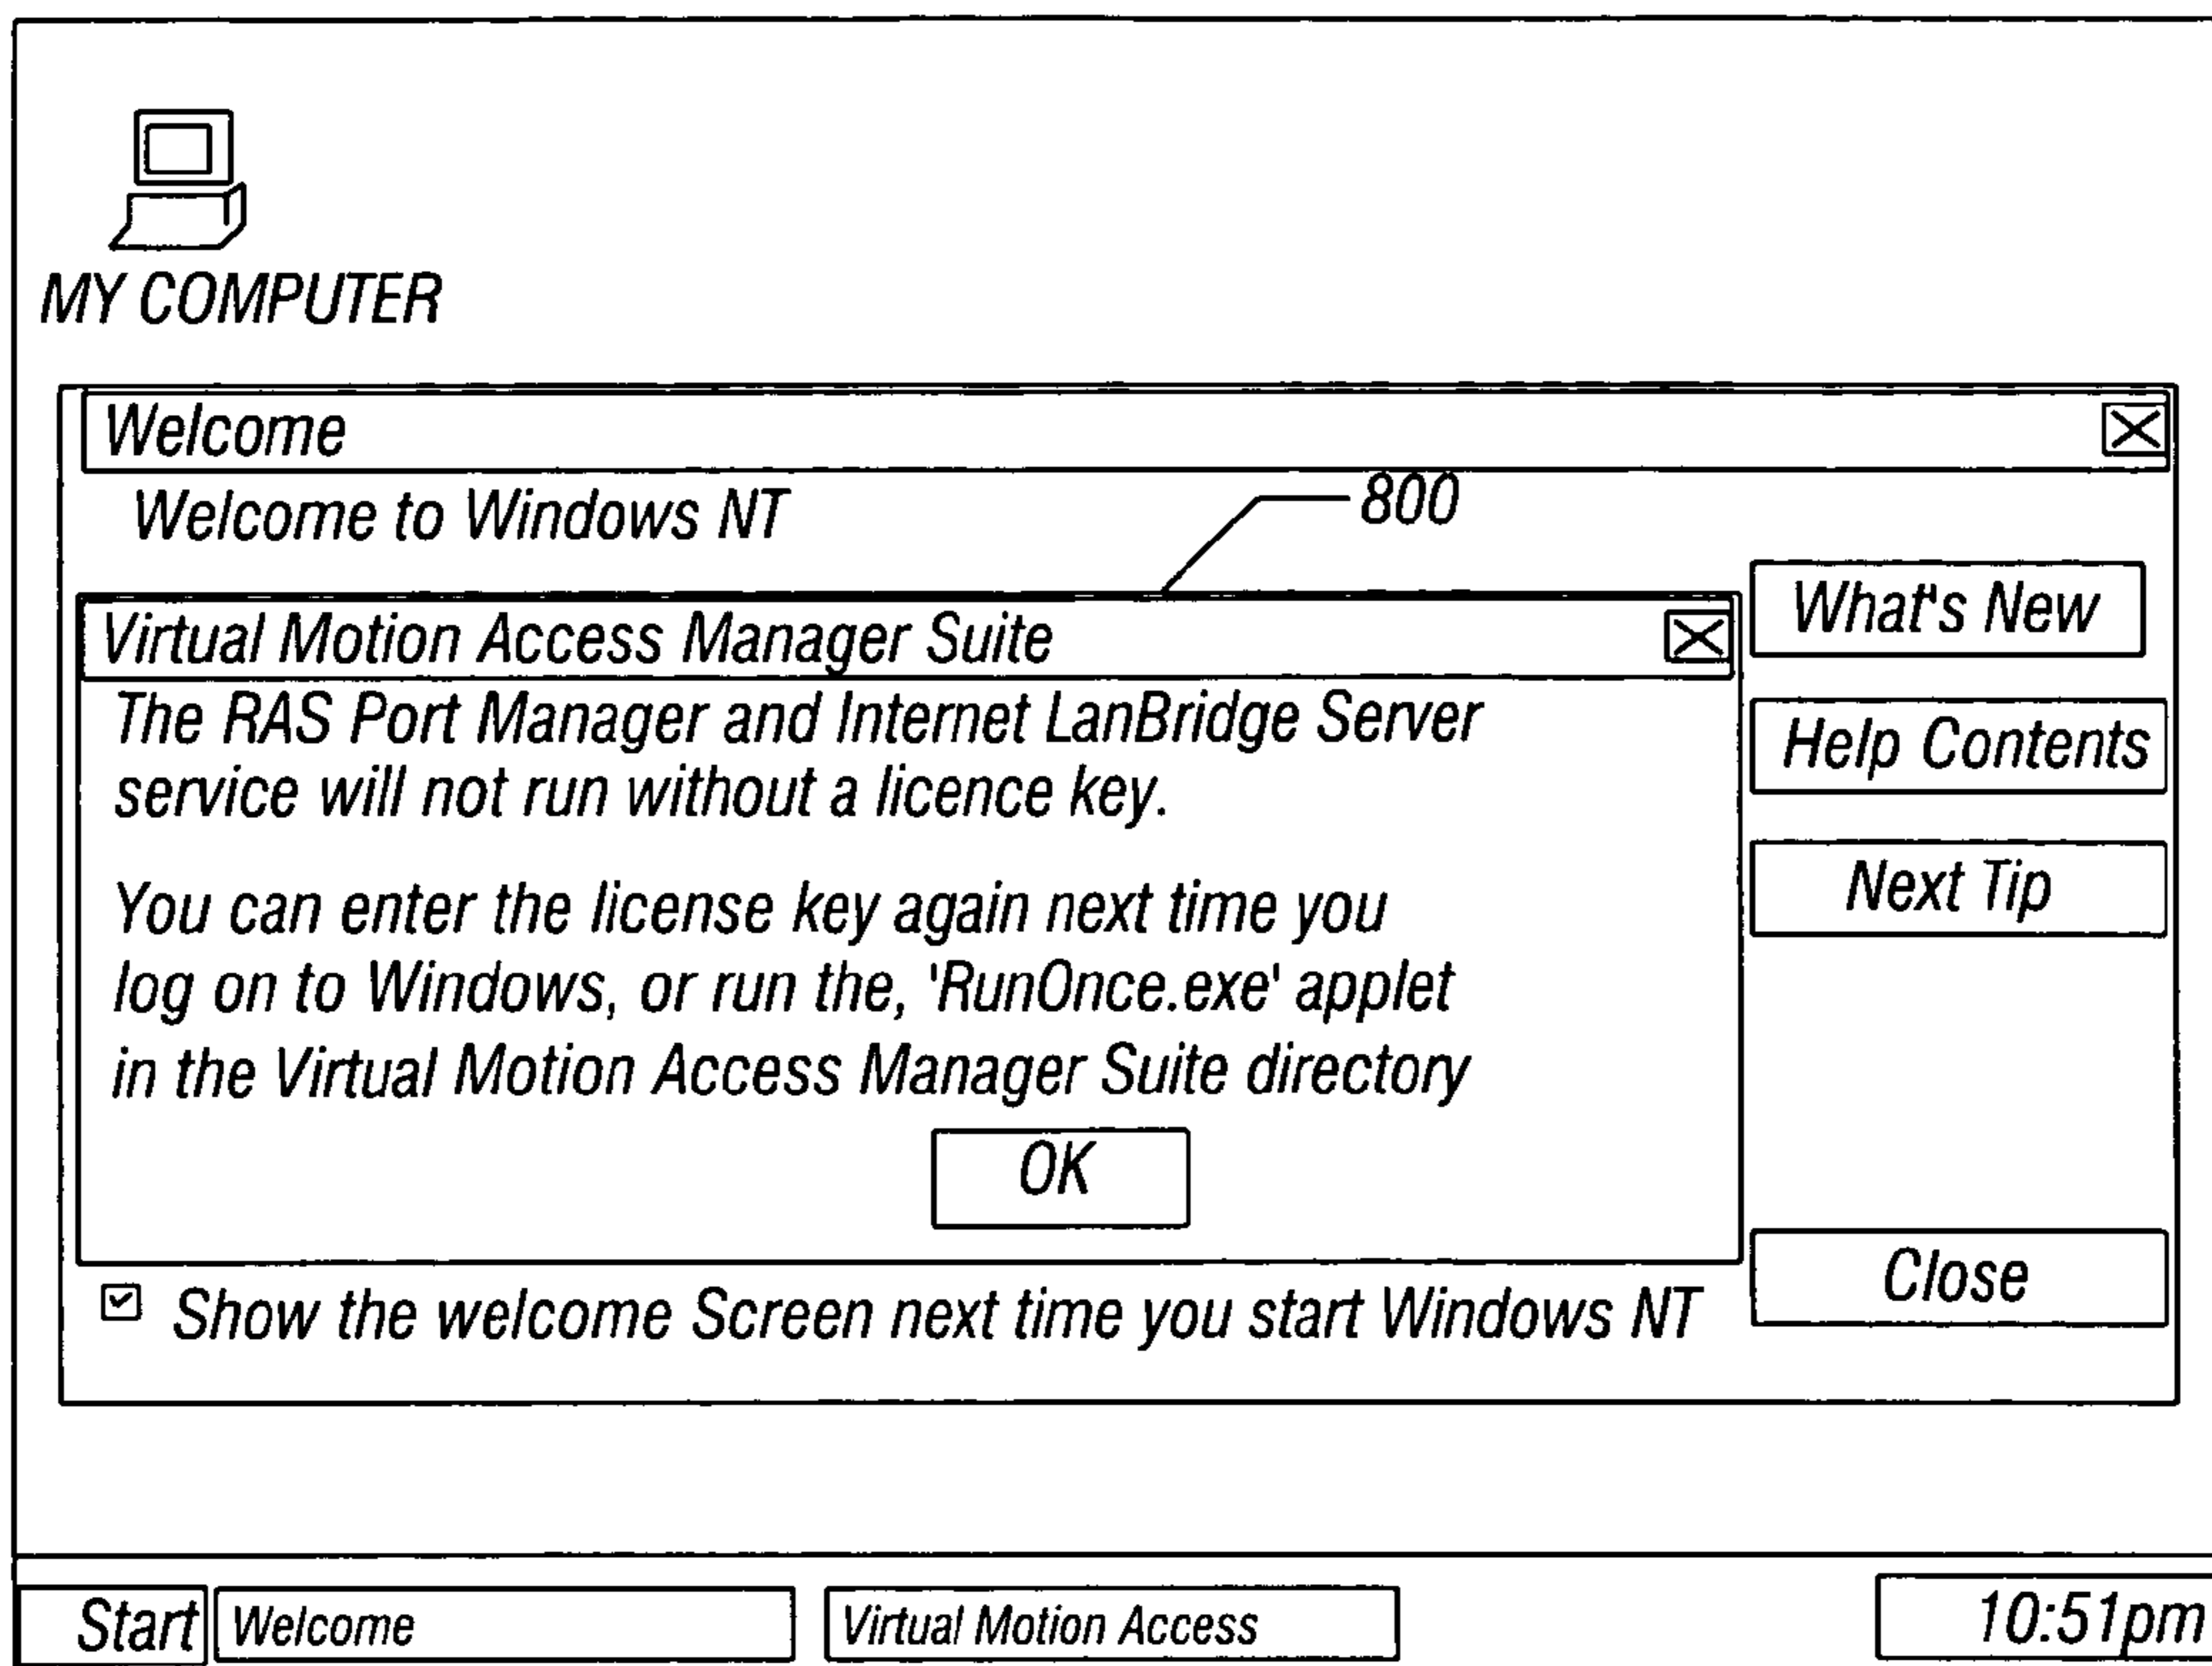 MY COMPUTER
Welcome
Welcome to Windows NT
800
Virtual Motion Access Manager Suite
The RAS Port Manager and Internet LanBridge Server
service will not run without a licence key.
You can enter the license key again next time you
log on to Windows, or run the, 'RunOnce.exe' applet
in the Virtual Motion Access Manager Suite directory
OK
What's New
Help Contents
Next Tip
Close
Show the welcome Screen next time you start Windows NT
Start
Welcome
Virtual Motion Access
10:51pm